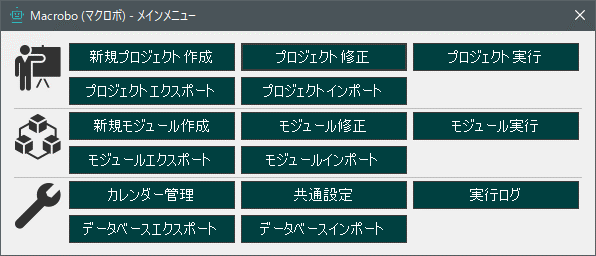 Macrobo (マクロボ) - メインメニュー
新規プロジェクト作成 プロジェクト修正 プロジェクト実行
プロジェクトエクスポート プロジェクトインポート
新規モジュール作成 モジュール修正 モジュール実行
モジュールエクスポート モジュールインポート
カレンダー管理 共通設定 実行ログ
データベースエクスポート データベースインポート